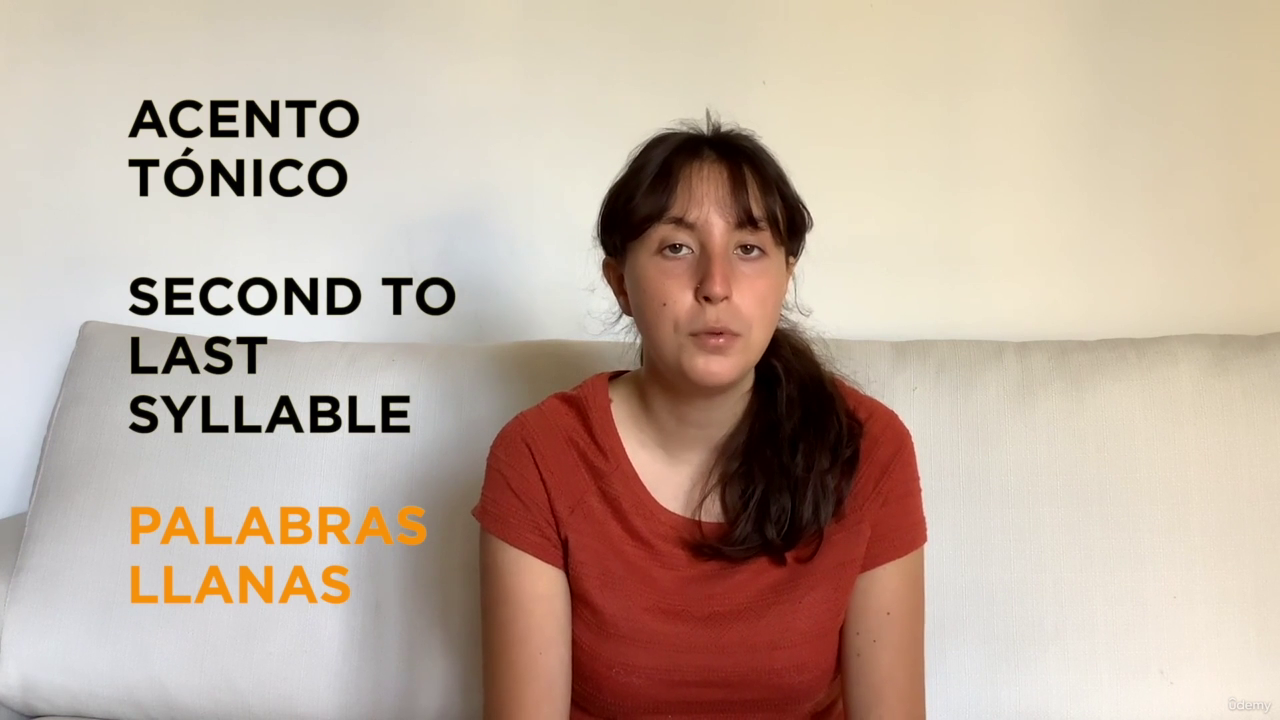 ACENTO
TÓNICO
SECOND TO
LAST
SYLLABLE
PALABRAS
LLANAS
ûdemy